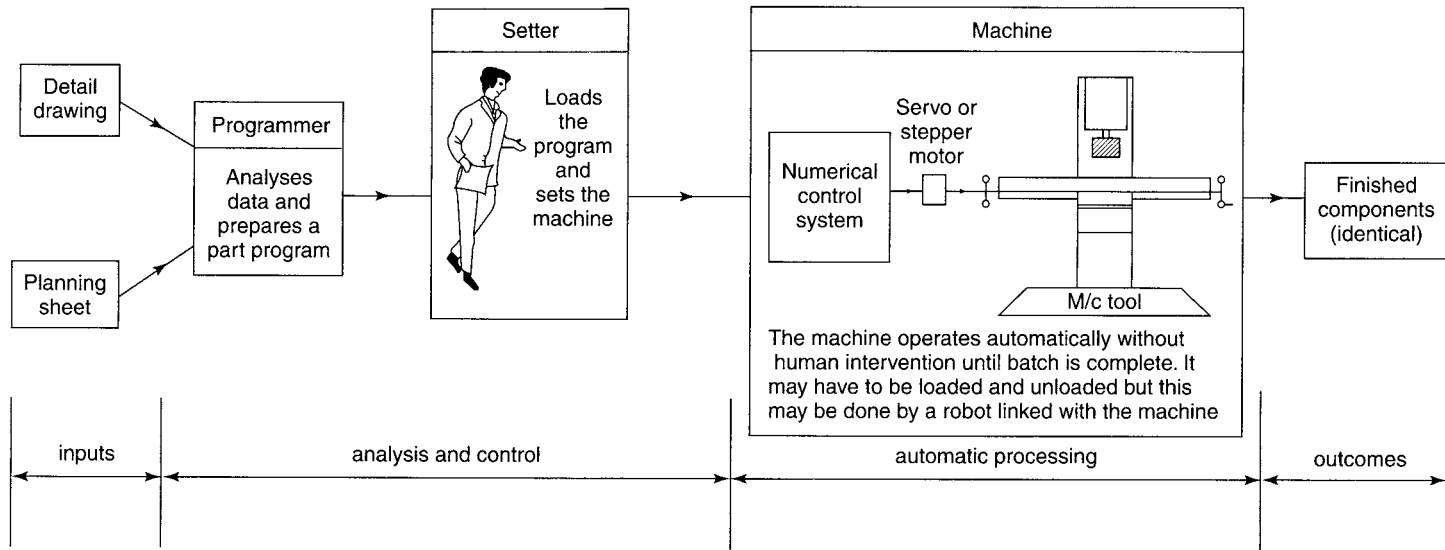 Detail
drawing
Planning
sheet
Programmer
Analyses
data and
prepares a
part program
Setter
Loads
the
program
and
sets the
machine
Machine
Numerical
control
system
Servo or
stepper
motor
M/c tool
The machine operates automatically without
human intervention until batch is complete. It
may have to be loaded and unloaded but this
may be done by a robot linked with the machine
Finished
components
(identical)
inputs
analysis and control
automatic processing
outcomes